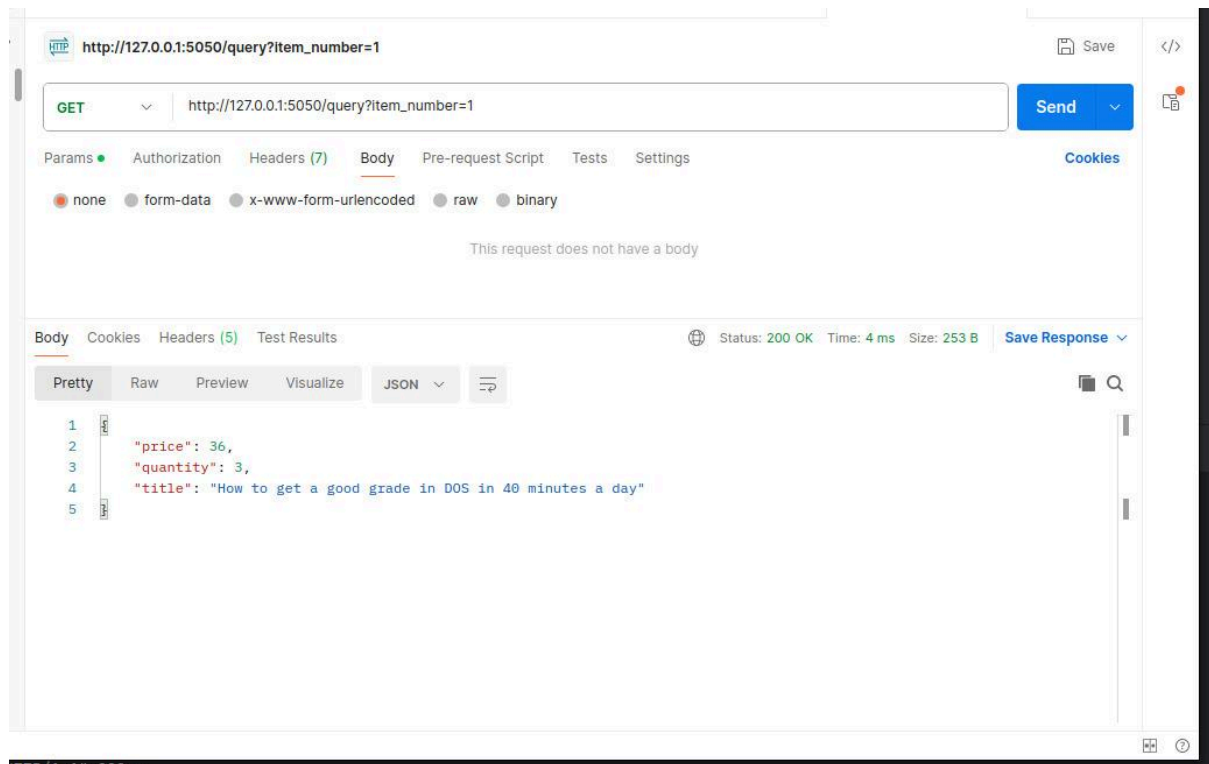 HTTP http://127.0.0.1:5050/query?item_number=1 Save </>
GET http://127.0.0.1:5050/query?item_number=1 Send
Params Authorization Headers (7) Body Pre-request Script Tests Settings Cookies
none form-data x-www-form-urlencoded raw binary
This request does not have a body
Body Cookies Headers (5) Test Results Status: 200 OK Time: 4 ms Size: 253 B Save Response
Pretty Raw Preview Visualize JSON
1 {
2 "price": 36,
3 "quantity": 3,
4 "title": "How to get a good grade in DOS in 40 minutes a day"
5 }